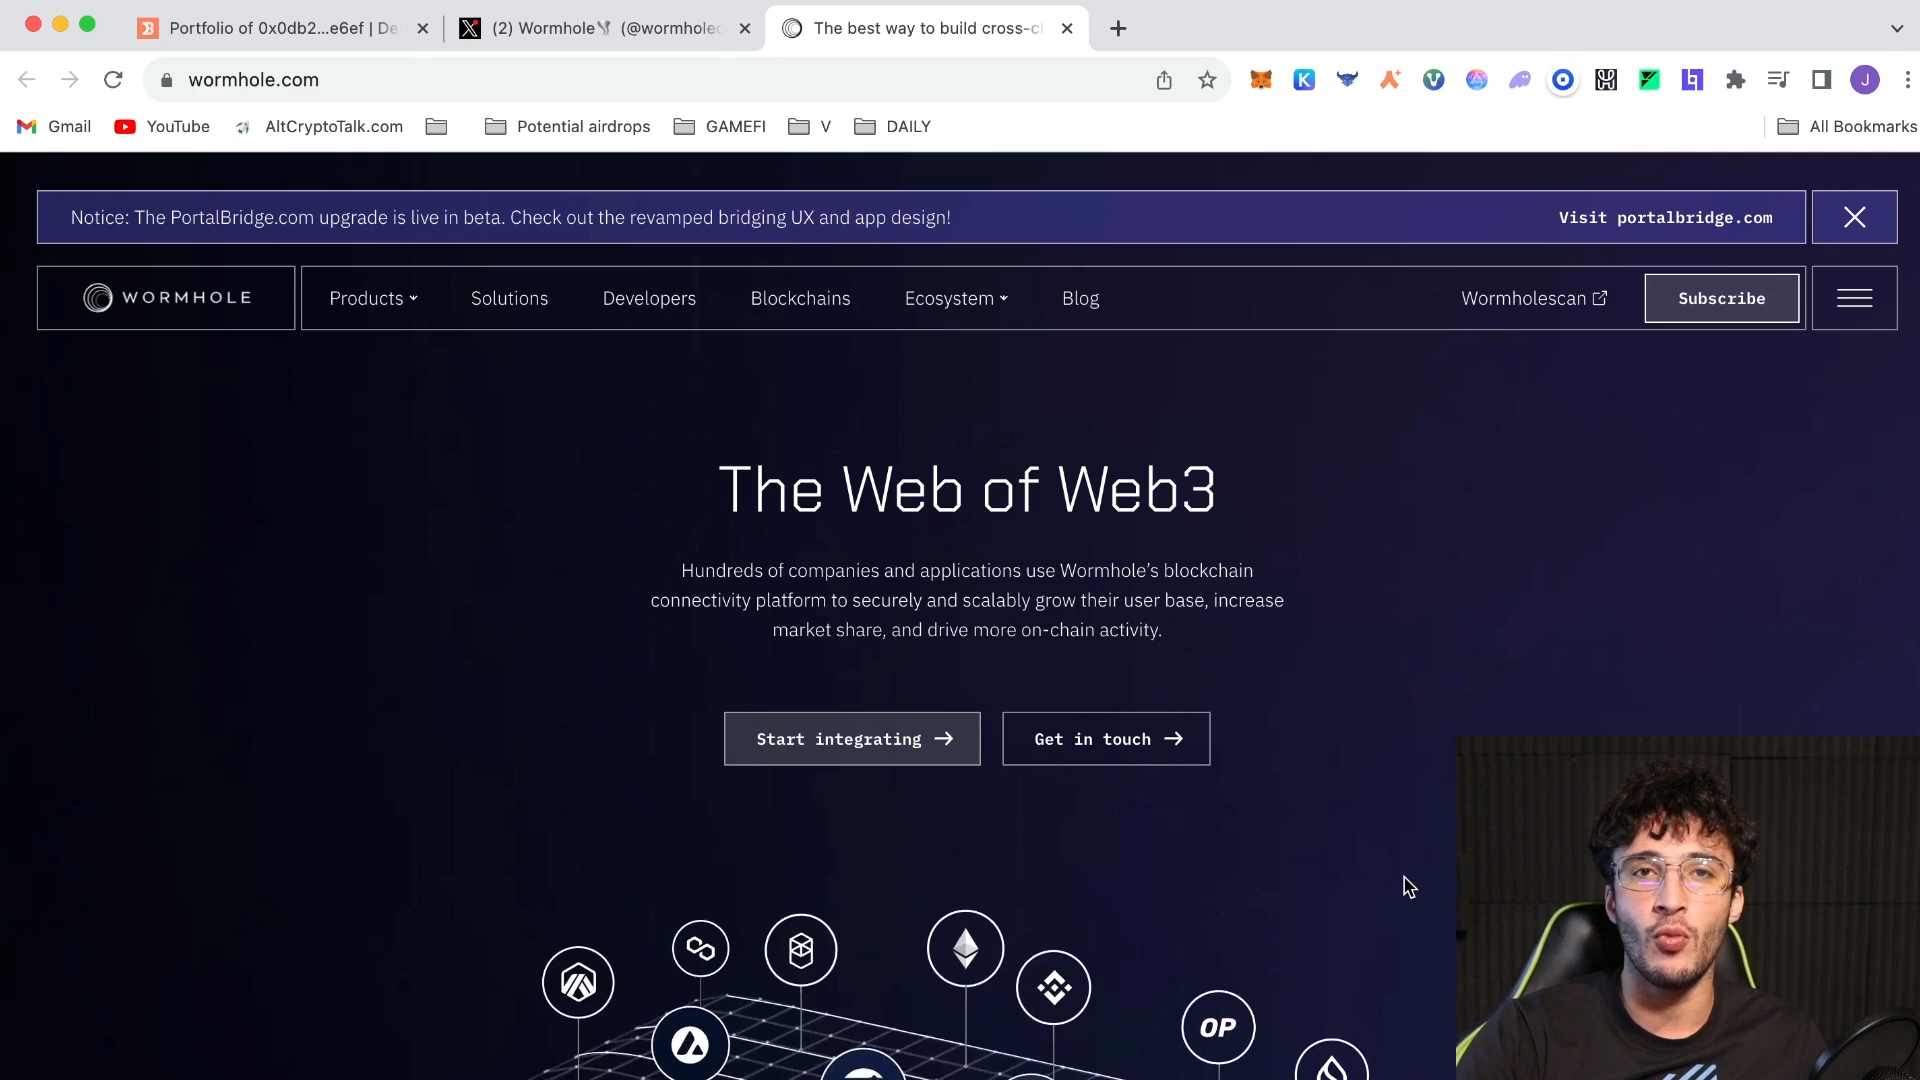 Portfolio of 0x0db2...e6ef | De
(2) Wormhole (@wormholec
The best way to build cross-c
wormhole.com
Gmail
YouTube
AltCryptoTalk.com
Potential airdrops
GAMEFI
V
DAILY
All Bookmarks
Notice: The PortalBridge.com upgrade is live in beta. Check out the revamped bridging UX and app design!
Visit portalbridge.com
WORMHOLE
Products
Solutions
Developers
Blockchains
Ecosystem
Blog
Wormholescan
Subscribe
The Web of Web3
Hundreds of companies and applications use Wormhole’s blockchain
connectivity platform to securely and scalably grow their user base, increase
market share, and drive more on-chain activity.
Start integrating
Get in touch
OP
J